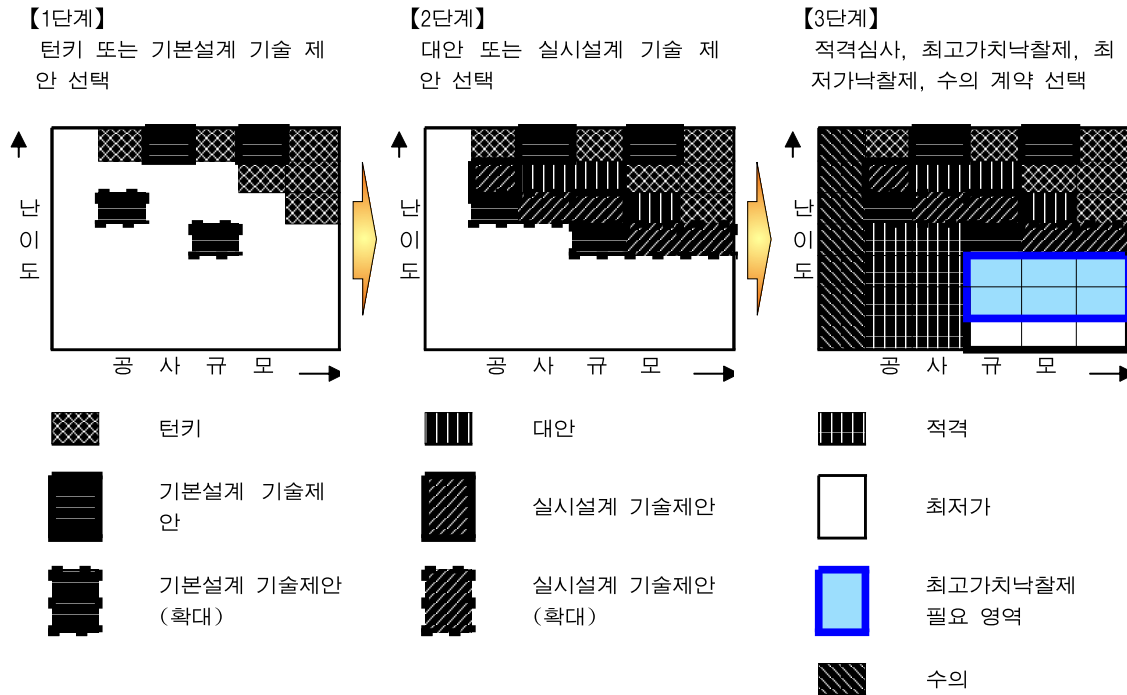 【1단계】
턴키 또는 기본설계 기술 제
안 선택
【2단계】
대안 또는 실시설계 기술 제
안 선택
【3단계】
적격심사, 최고가치낙찰제, 최
저가낙찰제, 수의 계약 선택
난
이
도
공 사 규 모
난
이
도
공 사 규 모
난
이
도
공 사 규 모
턴키
기본설계 기술제
안
기본설계 기술제안
(확대)
대안
실시설계 기술제안
실시설계 기술제안
(확대)
적격
최저가
최고가치낙찰제
필요 영역
수의